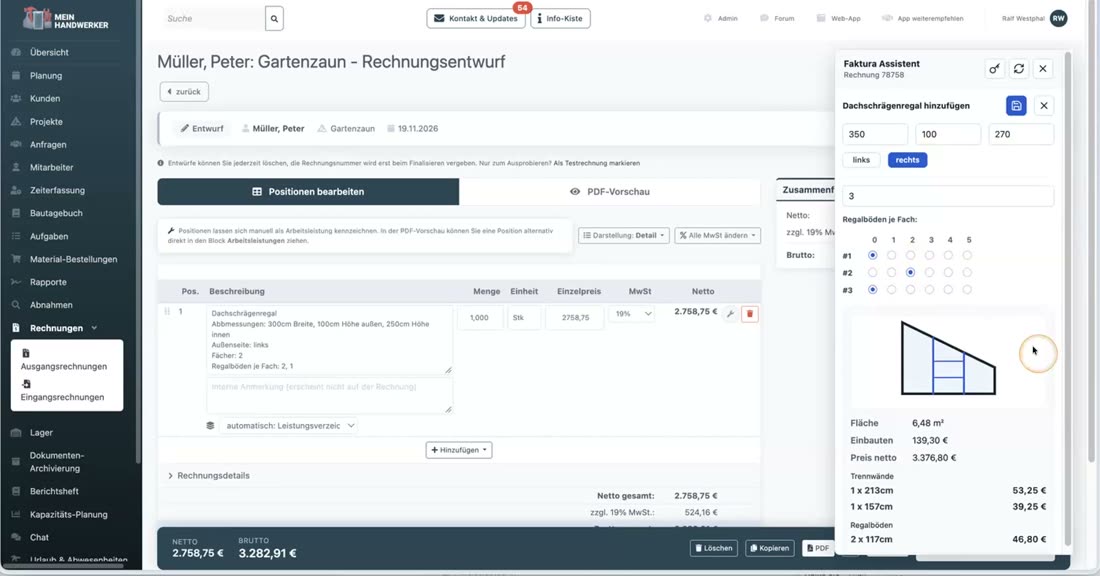 MEIN
HANDWERKER
Übersicht
Planung
Kunden
Projekte
Anfragen
Mitarbeiter
Zeiterfassung
Bautagebuch
Aufgaben
Material-Bestellungen
Rapporte
Abnahmen
Rechnungen
Ausgangsrechnungen
Eingangsrechnungen
Lager
Dokumenten-
Archivierung
Berichtsheft
Kapazitäts-Planung
Chat
Urlaub & Abwesenheiten
Suche
Kontakt & Updates
54
Info-Kiste
Admin
Forum
Web-App
App weiterempfehlen
Ralf Westphal
RW
Müller, Peter: Gartenzaun - Rechnungsentwurf
zurück
Entwurf
Müller, Peter
Gartenzaun
19.11.2026
Entwürfe können Sie jederzeit löschen, die Rechnungsnummer wird erst beim Finalisieren vergeben. Nur zum Ausprobieren? Als Testrechnung markieren
Positionen bearbeiten
PDF-Vorschau
Positionen lassen sich manuell als Arbeitsleistung kennzeichnen. In der PDF-Vorschau können Sie eine Position alternativ
direkt in den Block Arbeitsleistungen ziehen.
Darstellung: Detail
Alle MwSt ändern
Zusammenf
Netto:
zzgl. 19% Mw
Brutto:
Pos. Beschreibung Menge Einheit Einzelpreis MwSt Netto
1
Dachschrägenregal
Abbmessungen: 300cm Breite, 100cm Höhe außen, 250cm Höhe
innen
Außenseite: links
Fächer: 2
Regalböden je Fach: 2, 1
1,000
Stk
2758,75
19%
2.758,75 €
Interne Anmerkung (erscheint nicht auf der Rechnung)
automatisch: Leistungsverzeic
Hinzufügen
Rechnungsdetails
Netto gesamt: 2.758,75 €
zzgl. 19% MwSt.: 524,16 €
NETTO
2.758,75 €
BRUTTO
3.282,91 €
Löschen
Kopieren
PDF
Faktura Assistent
Rechnung 78758
Dachschrägenregal hinzufügen
350
100
270
links
rechts
3
Regalböden je Fach:
0 1 2 3 4 5
#1
#2
#3
Fläche 6,48 m²
Einbauten 139,30 €
Preis netto 3.376,80 €
Trennwände
1 x 213cm 53,25 €
1 x 157cm 39,25 €
Regalböden
2 x 117cm 46,80 €